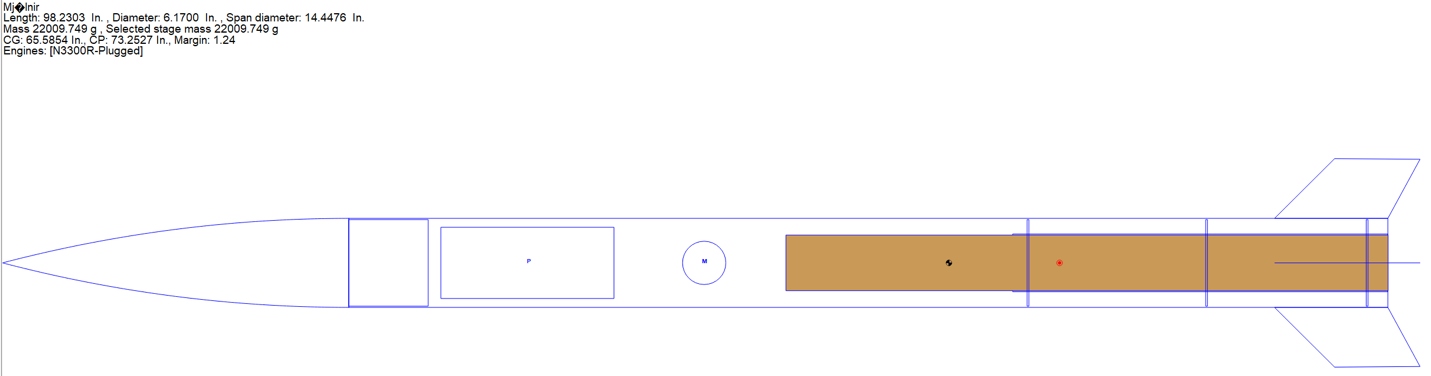 Mj�lnir
Length: 98.2303 In. , Diameter: 6.1700 In. , Span diameter: 14.4476 In.
Mass 22009.749 g , Selected stage mass 22009.749 g
CG: 65.5854 In., CP: 73.2527 In., Margin: 1.24
Engines: [N3300R-Plugged]
P
M